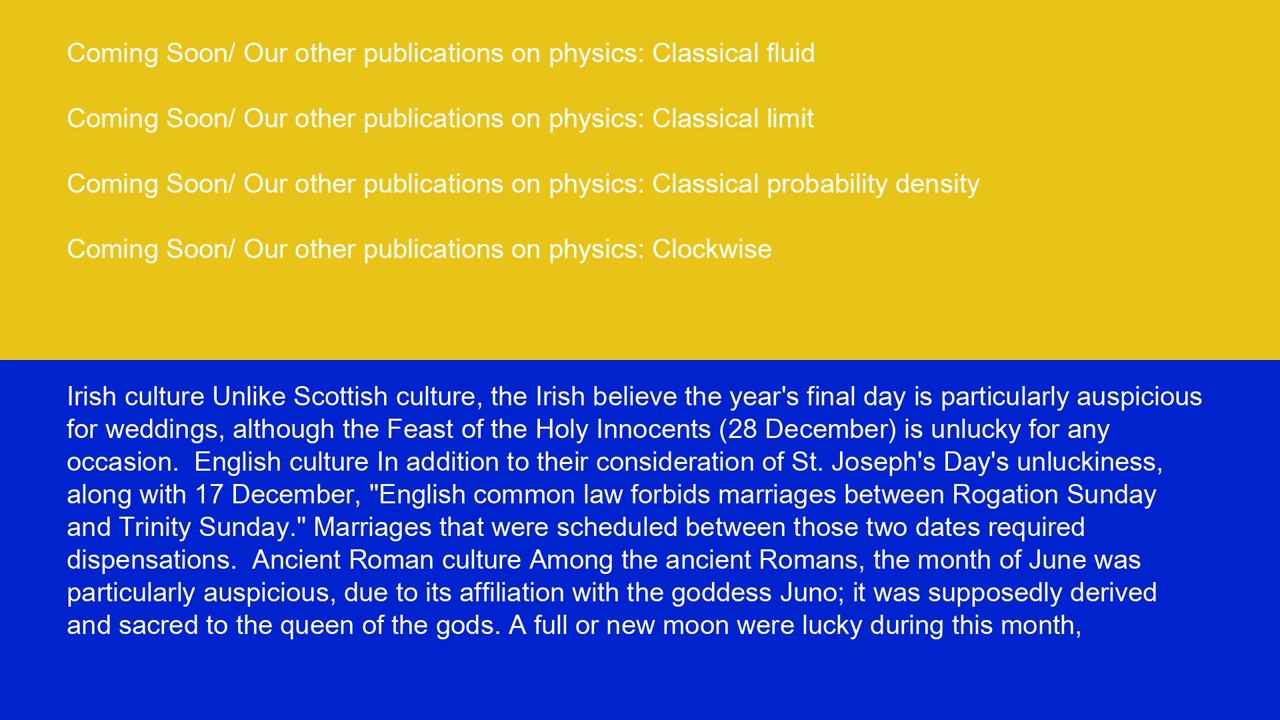 Coming Soon/ Our other publications on physics: Classical fluid
Coming Soon/ Our other publications on physics: Classical limit
Coming Soon/ Our other publications on physics: Classical probability density
Coming Soon/ Our other publications on physics: Clockwise
Irish culture Unlike Scottish culture, the Irish believe the year's final day is particularly auspicious
for weddings, although the Feast of the Holy Innocents (28 December) is unlucky for any
occasion.  English culture In addition to their consideration of St. Joseph's Day's unluckiness,
along with 17 December, "English common law forbids marriages between Rogation Sunday
and Trinity Sunday." Marriages that were scheduled between those two dates required
dispensations.  Ancient Roman culture Among the ancient Romans, the month of June was
particularly auspicious, due to its affiliation with the goddess Juno; it was supposedly derived
and sacred to the queen of the gods. A full or new moon were lucky during this month,